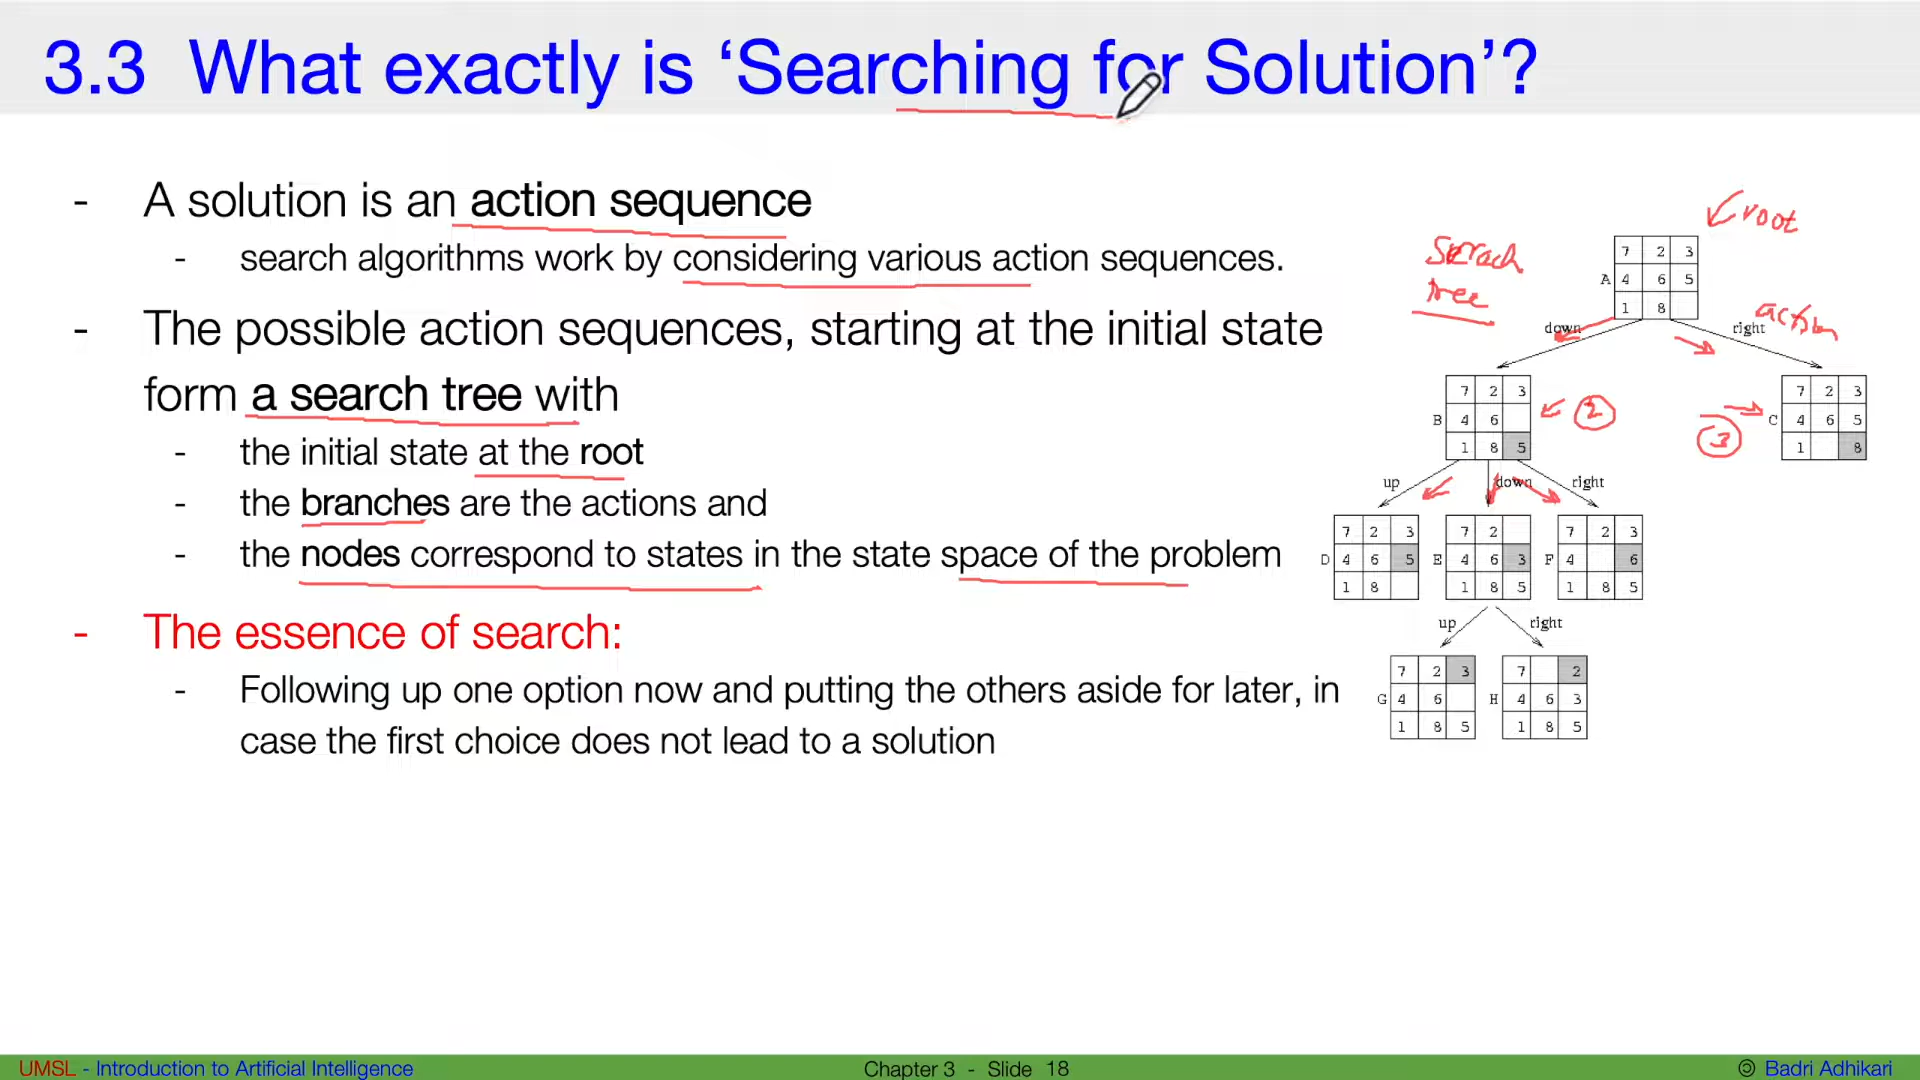 3.3 What exactly is ‘Searching for Solution’?
- A solution is an action sequence
- search algorithms work by considering various action sequences.
- The possible action sequences, starting at the initial state
form a search tree with
- the initial state at the root
- the branches are the actions and
- the nodes correspond to states in the state space of the problem
- The essence of search:
- Following up one option now and putting the others aside for later, in
case the first choice does not lead to a solution
root
Serach
tree
7 2 3
A 4 6 5
1 8
down right action
7 2 3
B 4 6
1 8 5
2
3
7 2 3
C 4 6 5
1 8
up down right
7 2 3
D 4 6 5
1 8
7 2
E 4 6 3
1 8 5
7 2 3
F 4 6
1 8 5
up right
7 2 3
G 4 6
1 8 5
7 2
H 4 6 3
1 8 5
UMSL - Introduction to Artificial Intelligence
Chapter 3 - Slide 18
© Badri Adhikari